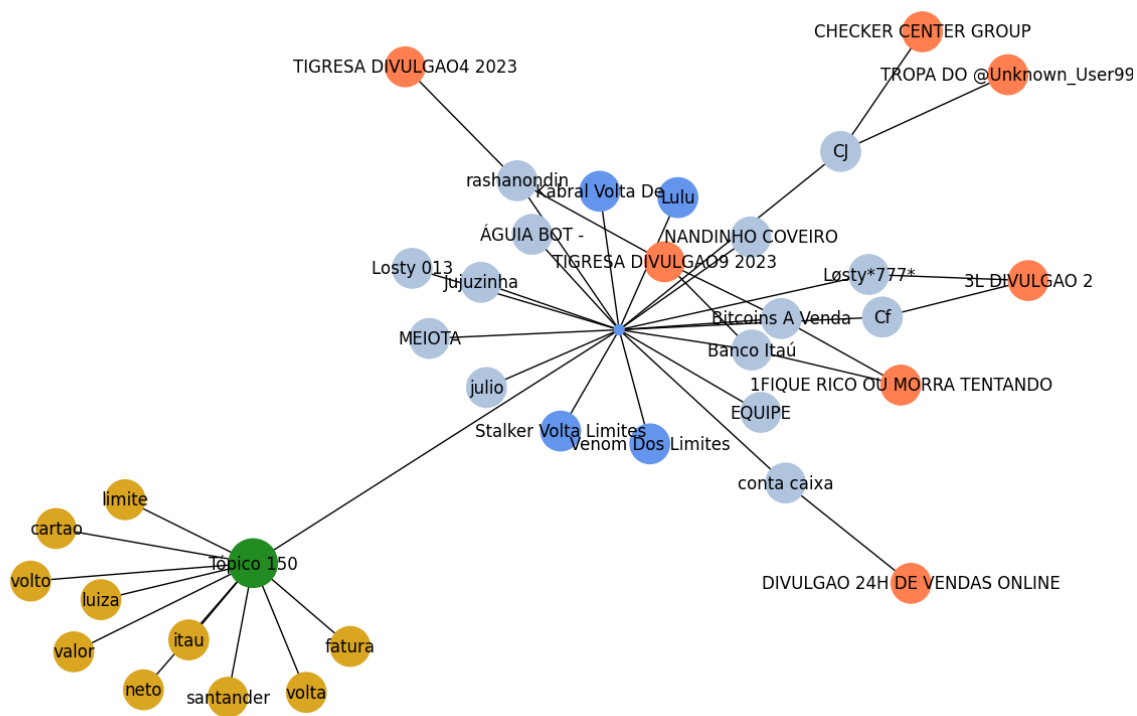 CHECKER CENTER GROUP
TIGRESA DIVULGAO4 2023
TROPA DO @Unknown_User99
CJ
rashanondin
Kabral Volta De
Lulu
ÁGUIA BOT -
NANDINHO COVEIRO
TIGRESA DIVULGAO9 2023
Losty 013
jujuzinha
Løsty*777*
3L DIVULGAO 2
Bitcoins A Venda
Cf
MEIOTA
Banco Itaú
julio
1FIQUE RICO OU MORRA TENTANDO
EQUIPE
Stalker Volta Limites
Venom Dos Limites
conta caixa
limite
cartao
Tópico 150
volto
luiza
DIVULGAO 24H DE VENDAS ONLINE
itau
fatura
valor
neto
santander
volta